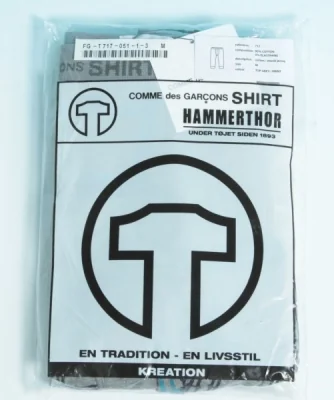 FG-T717-051-1-3 M
ONS SHIRT
COMME des GARÇONS SHIRT
HAMMERTHOR
UNDER TØJET SIDEN 1893
EN TRADITION - EN LIVSSTIL
KREATION